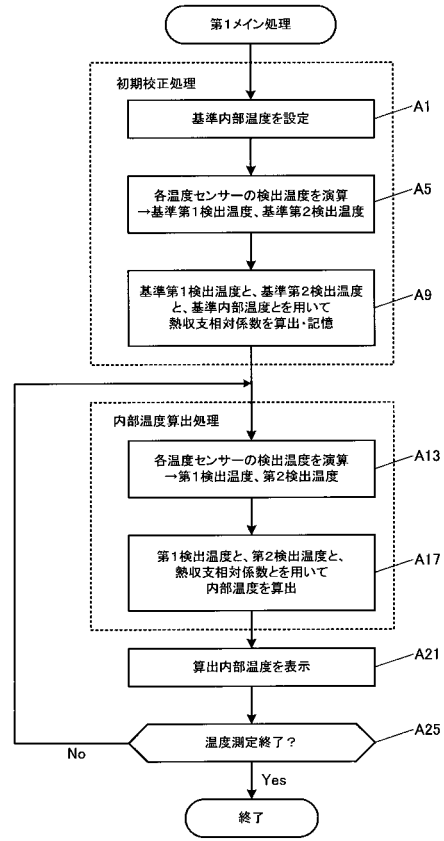 第1メイン処理
初期校正処理
基準内部温度を設定
A1
各温度センサーの検出温度を演算
→基準第1検出温度、基準第2検出温度
A5
基準第1検出温度と、基準第2検出温度
と、基準内部温度とを用いて
熱収支相対係数を算出・記憶
A9
内部温度算出処理
各温度センサーの検出温度を演算
→第1検出温度、第2検出温度
A13
第1検出温度と、第2検出温度と、
熱収支相対係数とを用いて
内部温度を算出
A17
算出内部温度を表示
A21
温度測定終了？
A25
No
Yes
終了